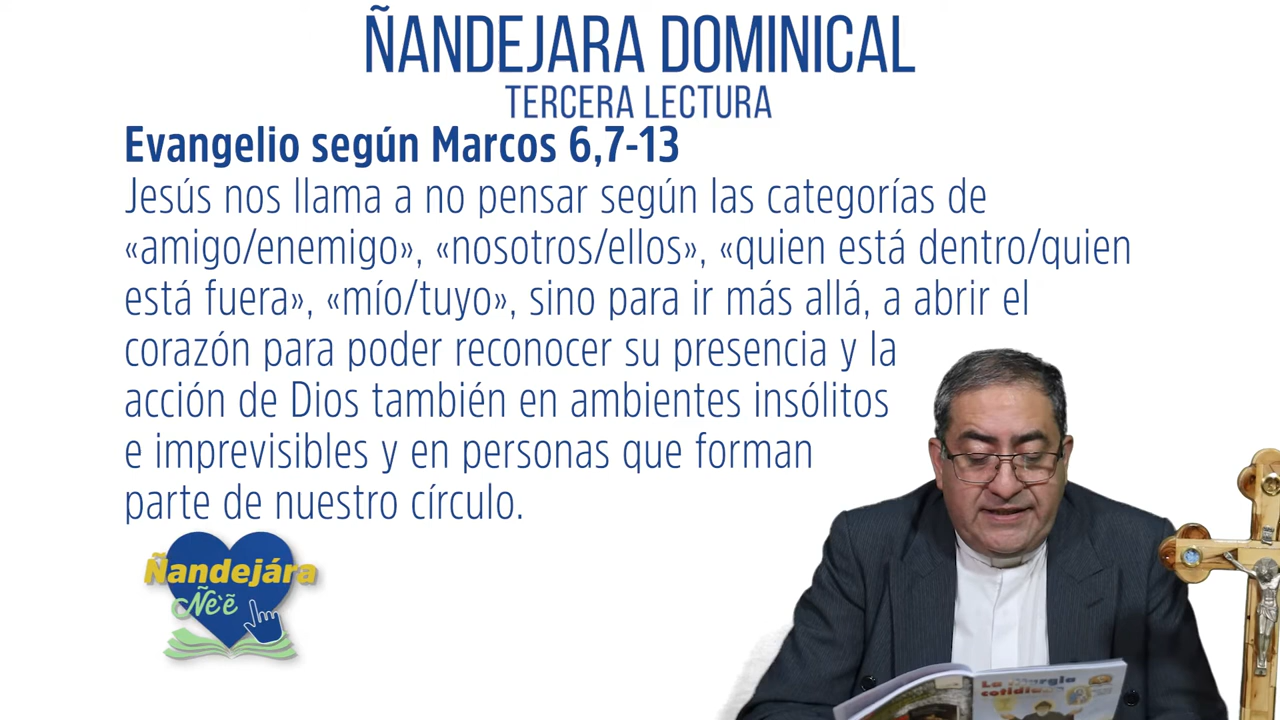 ÑANDEJARA DOMINICAL
TERCERA LECTURA
Evangelio según Marcos 6,7-13
Jesús nos llama a no pensar según las categorías de
«amigo/enemigo», «nosotros/ellos», «quien está dentro/quien
está fuera», «mío/tuyo», sino para ir más allá, a abrir el
corazón para poder reconocer su presencia y la
acción de Dios también en ambientes insólitos
e imprevisibles y en personas que forman
parte de nuestro círculo.
Ñandejára
Ñe'ẽ
La liturgia
cotidiana